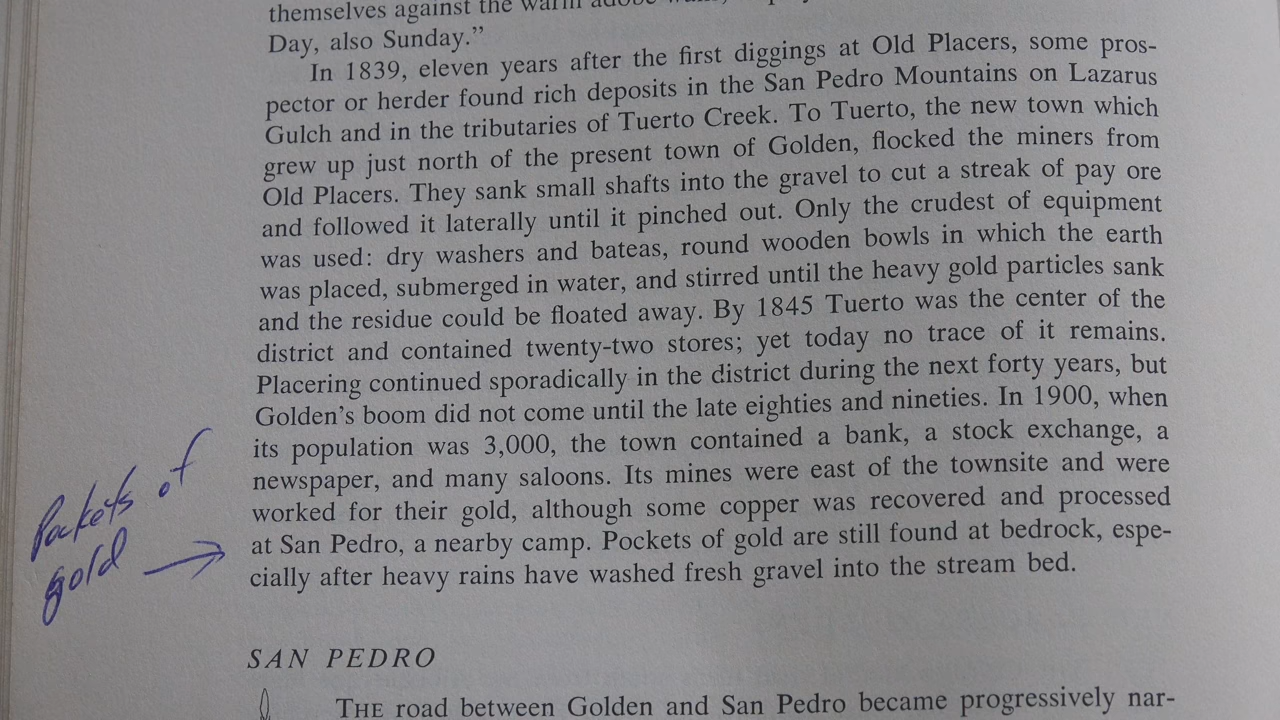 themselves against the warm adobe
Day, also Sunday.”
In 1839, eleven years after the first diggings at Old Placers, some pros-
pector or herder found rich deposits in the San Pedro Mountains on Lazarus
Gulch and in the tributaries of Tuerto Creek. To Tuerto, the new town which
grew up just north of the present town of Golden, flocked the miners from
Old Placers. They sank small shafts into the gravel to cut a streak of pay ore
and followed it laterally until it pinched out. Only the crudest of equipment
was used: dry washers and bateas, round wooden bowls in which the earth
was placed, submerged in water, and stirred until the heavy gold particles sank
and the residue could be floated away. By 1845 Tuerto was the center of the
district and contained twenty-two stores; yet today no trace of it remains.
Placering continued sporadically in the district during the next forty years, but
Golden’s boom did not come until the late eighties and nineties. In 1900, when
its population was 3,000, the town contained a bank, a stock exchange, a
newspaper, and many saloons. Its mines were east of the townsite and were
worked for their gold, although some copper was recovered and processed
at San Pedro, a nearby camp. Pockets of gold are still found at bedrock, espe-
cially after heavy rains have washed fresh gravel into the stream bed.
Pockets of
gold →
SAN PEDRO
THE road between Golden and San Pedro became progressively nar-